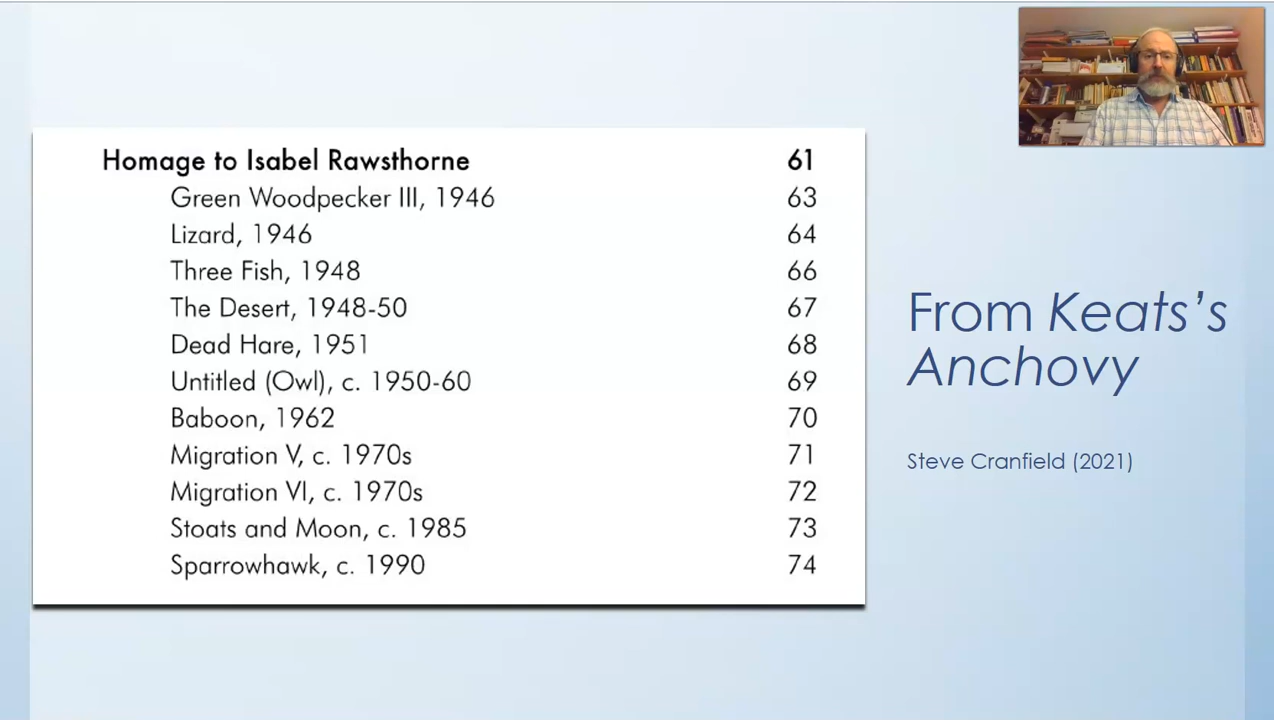 Homage to Isabel Rawsthorne 61
Green Woodpecker III, 1946 63
Lizard, 1946 64
Three Fish, 1948 66
The Desert, 1948-50 67
Dead Hare, 1951 68
Untitled (Owl), c. 1950-60 69
Baboon, 1962 70
Migration V, c. 1970s 71
Migration VI, c. 1970s 72
Stoats and Moon, c. 1985 73
Sparrowhawk, c. 1990 74
From Keats’s
Anchovy
Steve Cranfield (2021)